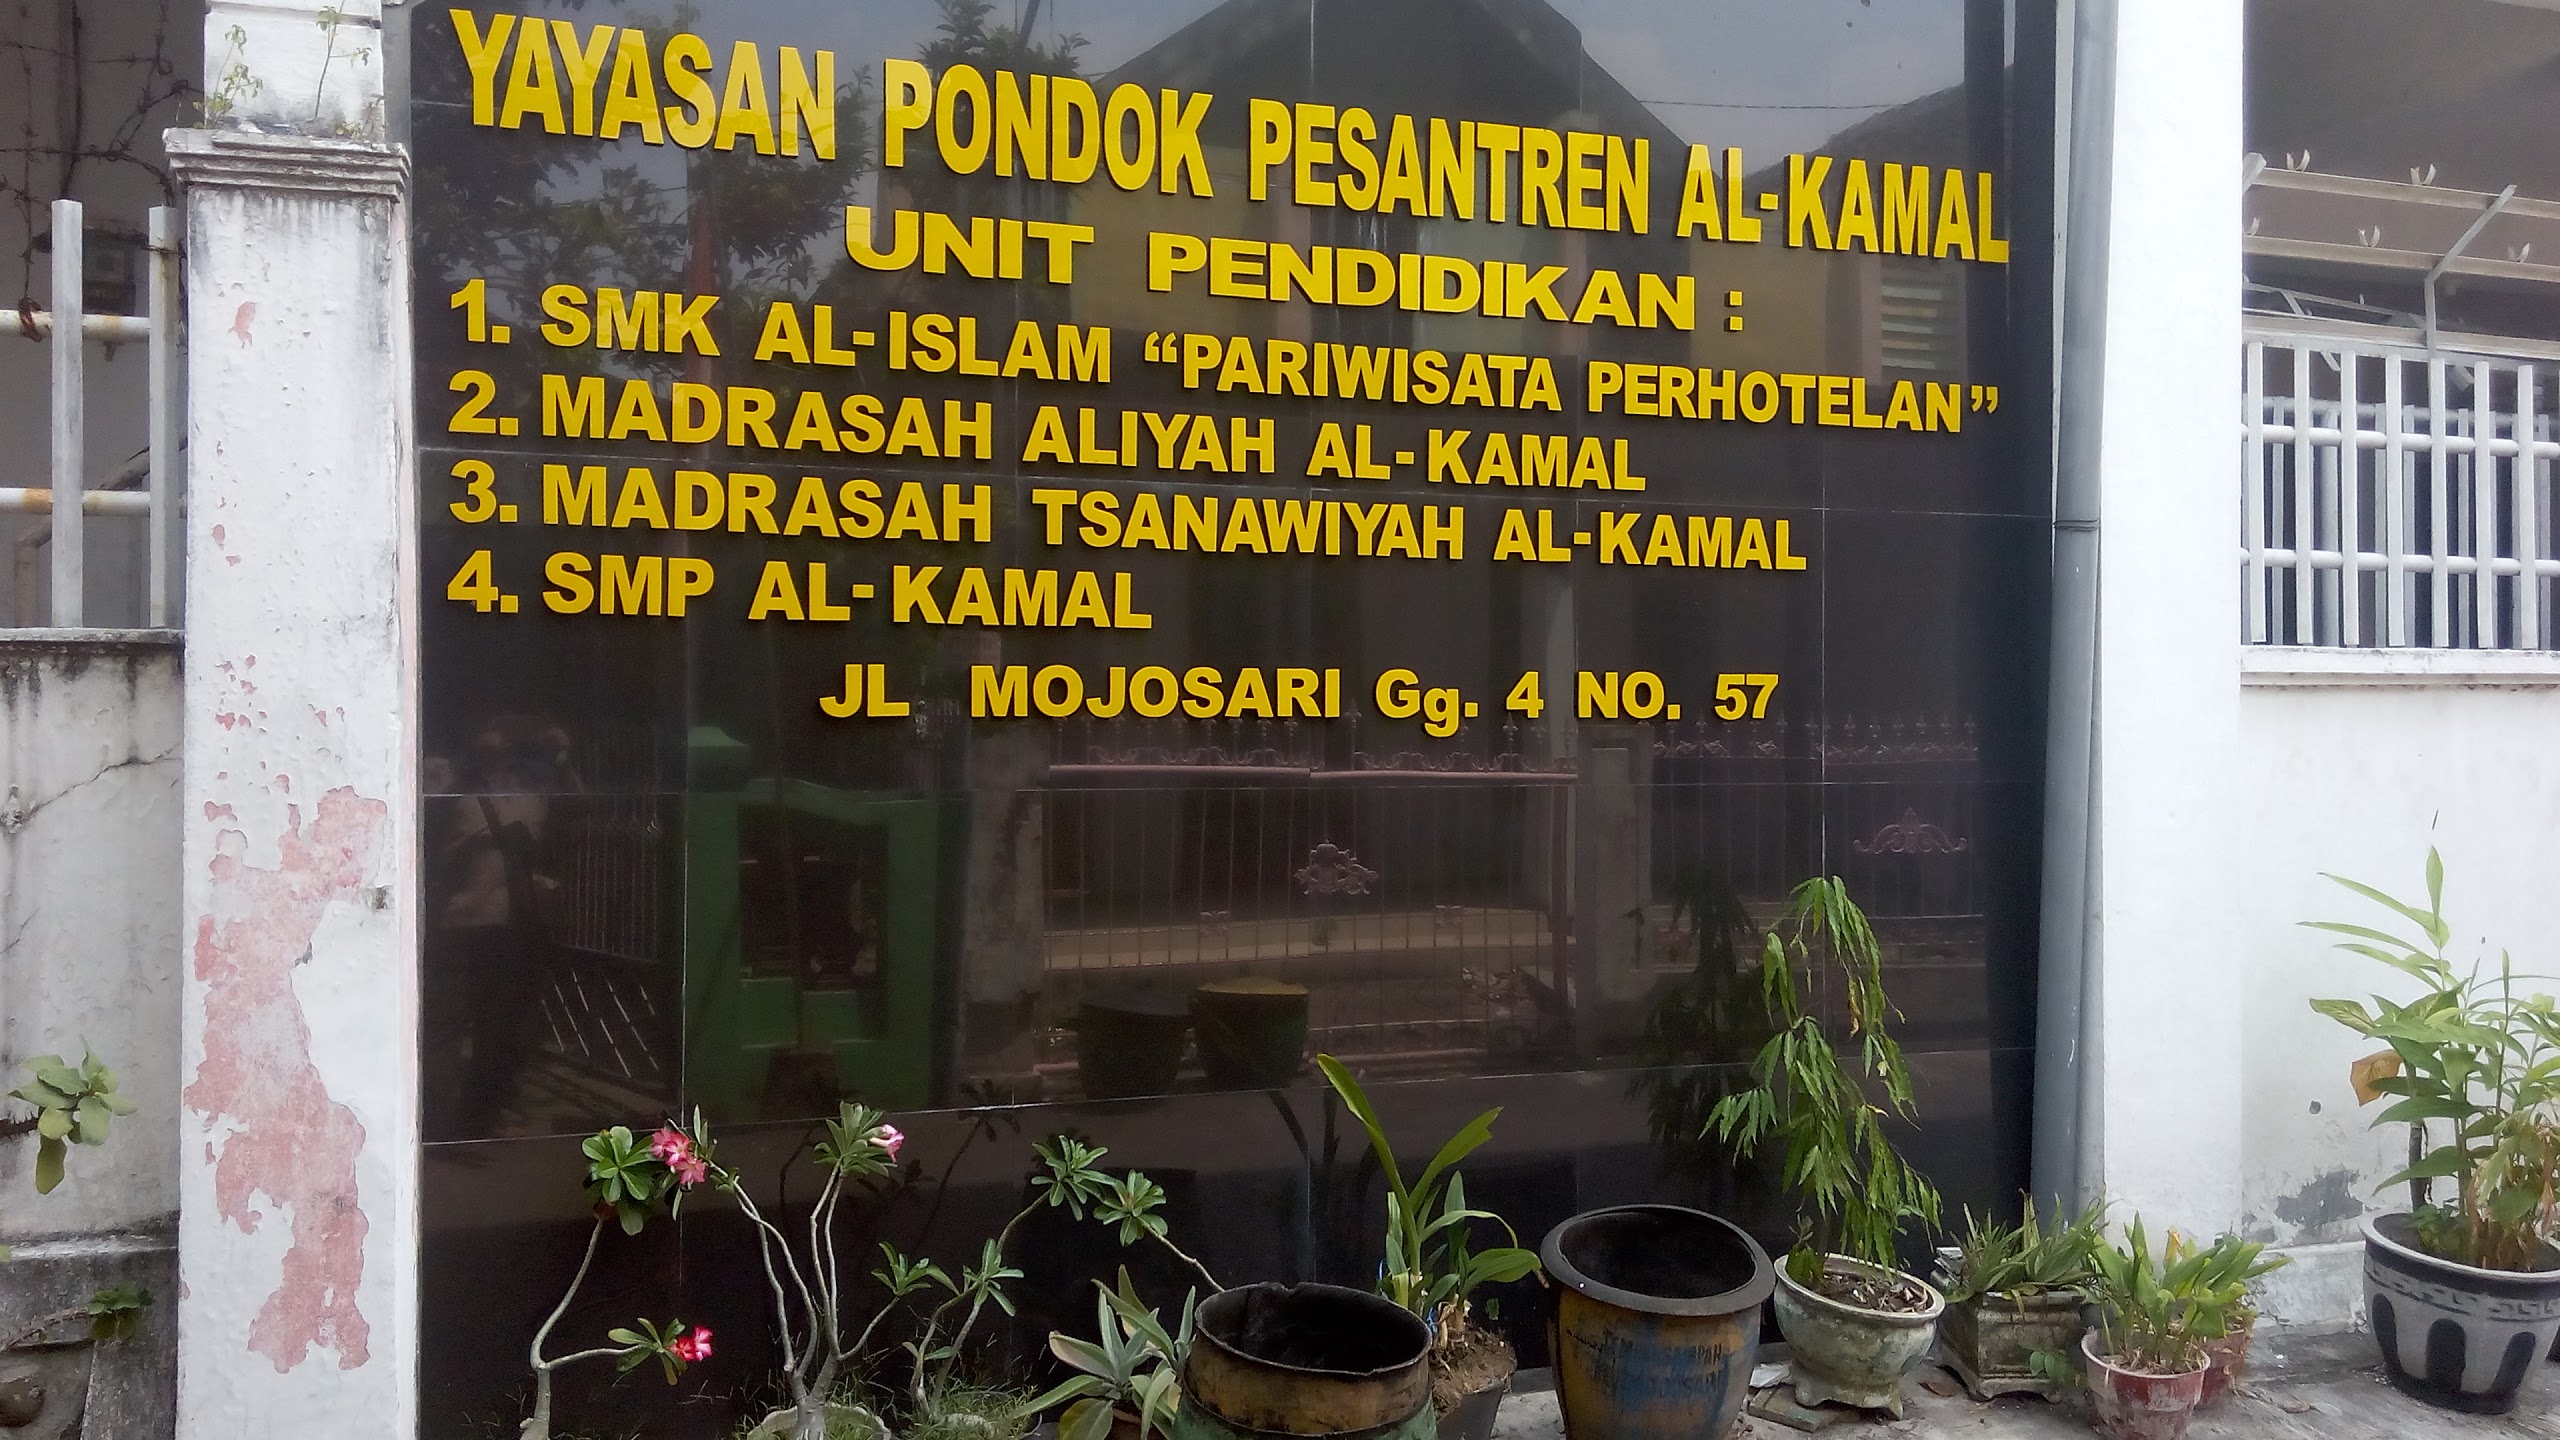 YAYASAN PONDOK PESANTREN AL-KAMAL
UNIT PENDIDIKAN :
1. SMK AL-ISLAM “PARIWISATA PERHOTELAN”
2. MADRASAH ALIYAH AL-KAMAL
3. MADRASAH TSANAWIYAH AL-KAMAL
4. SMP AL-KAMAL
JL MOJOSARI Gg. 4 NO. 57